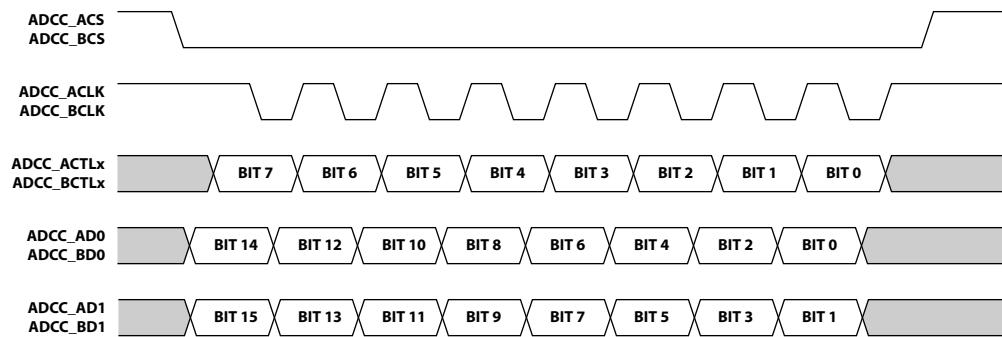 ADCC_ACS
ADCC_BCS
ADCC_ACLK
ADCC_BCLK
ADCC_ACTLx
ADCC_BCTLx
BIT 7 BIT 6 BIT 5 BIT 4 BIT 3 BIT 2 BIT 1 BIT 0
ADCC_AD0
ADCC_BD0
BIT 14 BIT 12 BIT 10 BIT 8 BIT 6 BIT 4 BIT 2 BIT 0
ADCC_AD1
ADCC_BD1
BIT 15 BIT 13 BIT 11 BIT 9 BIT 7 BIT 5 BIT 3 BIT 1